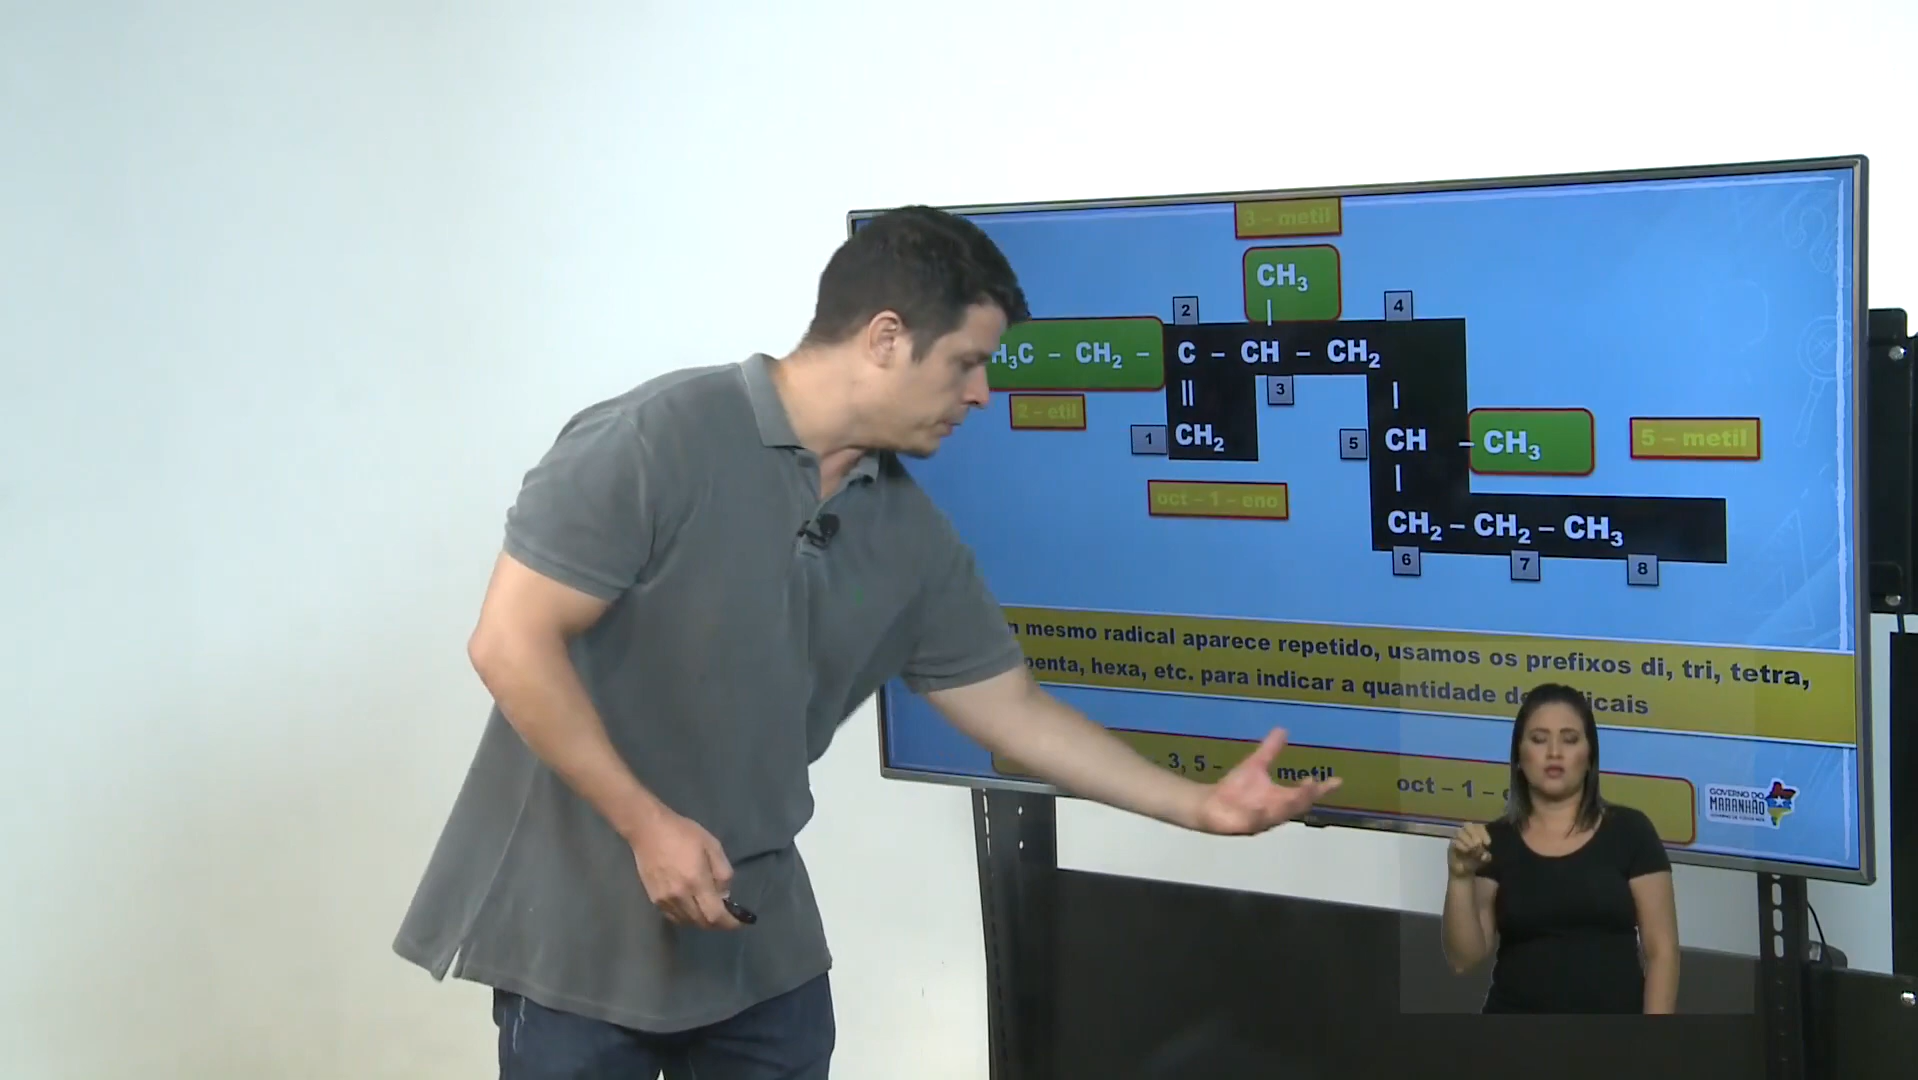 3 – metil
CH3
2
4
H3C – CH2 – C – CH – CH2
3
2 – etil
1
CH2
5
CH – CH3
5 – metil
oct – 1 – eno
CH2 – CH2 – CH3
6
7
8
mesmo radical aparece repetido, usamos os prefixos di, tri, tetra,
penta, hexa, etc. para indicar a quantidade de
– 3, 5 – metil oct – 1 –
GOVERNO DO
MARANHÃO